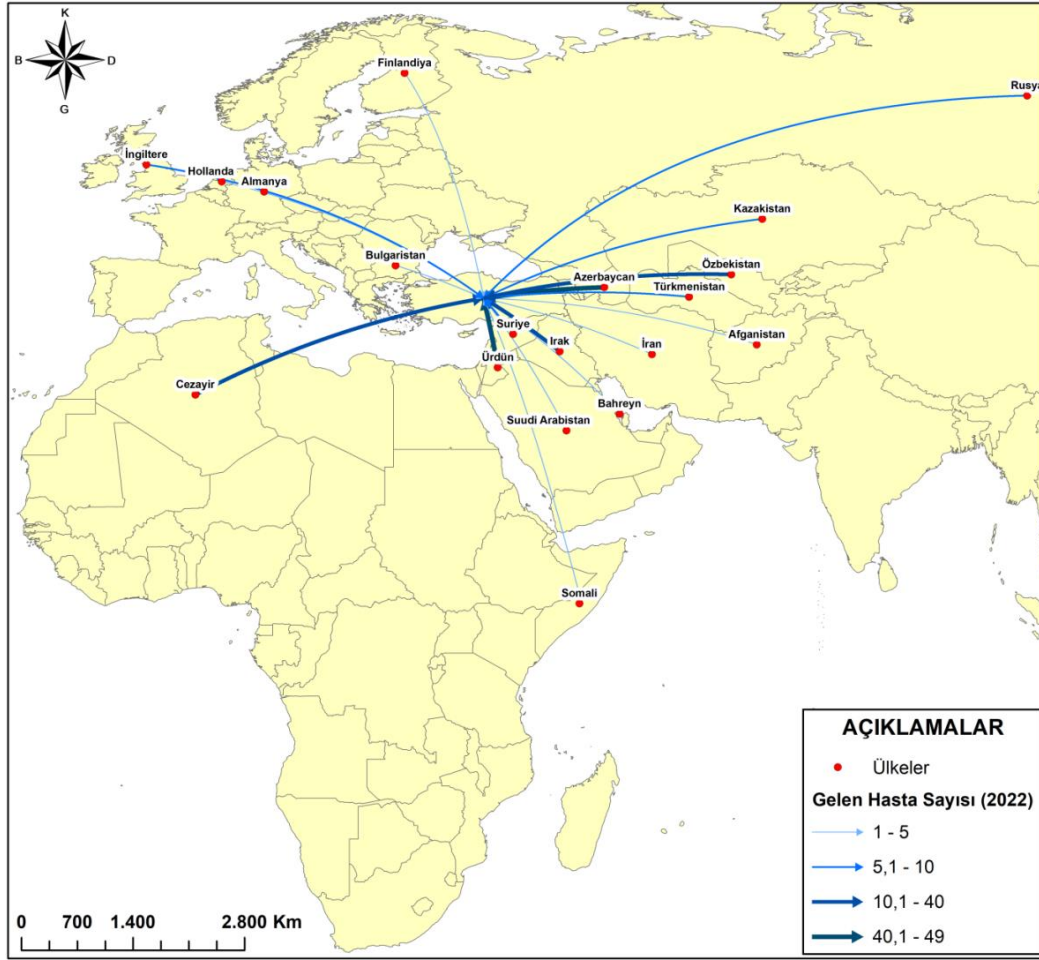 K
B D
G
Finlandiya
Rusya
İngiltere
Hollanda
Almanya
Kazakistan
Bulgaristan
Özbekistan
Azerbaycan
Türkmenistan
Suriye
Irak
İran
Afganistan
Ürdün
Cezayir
Bahreyn
Suudi Arabistan
Somali
AÇIKLAMALAR
Ülkeler
Gelen Hasta Sayısı (2022)
1 - 5
5,1 - 10
10,1 - 40
40,1 - 49
0 700 1.400 2.800 Km